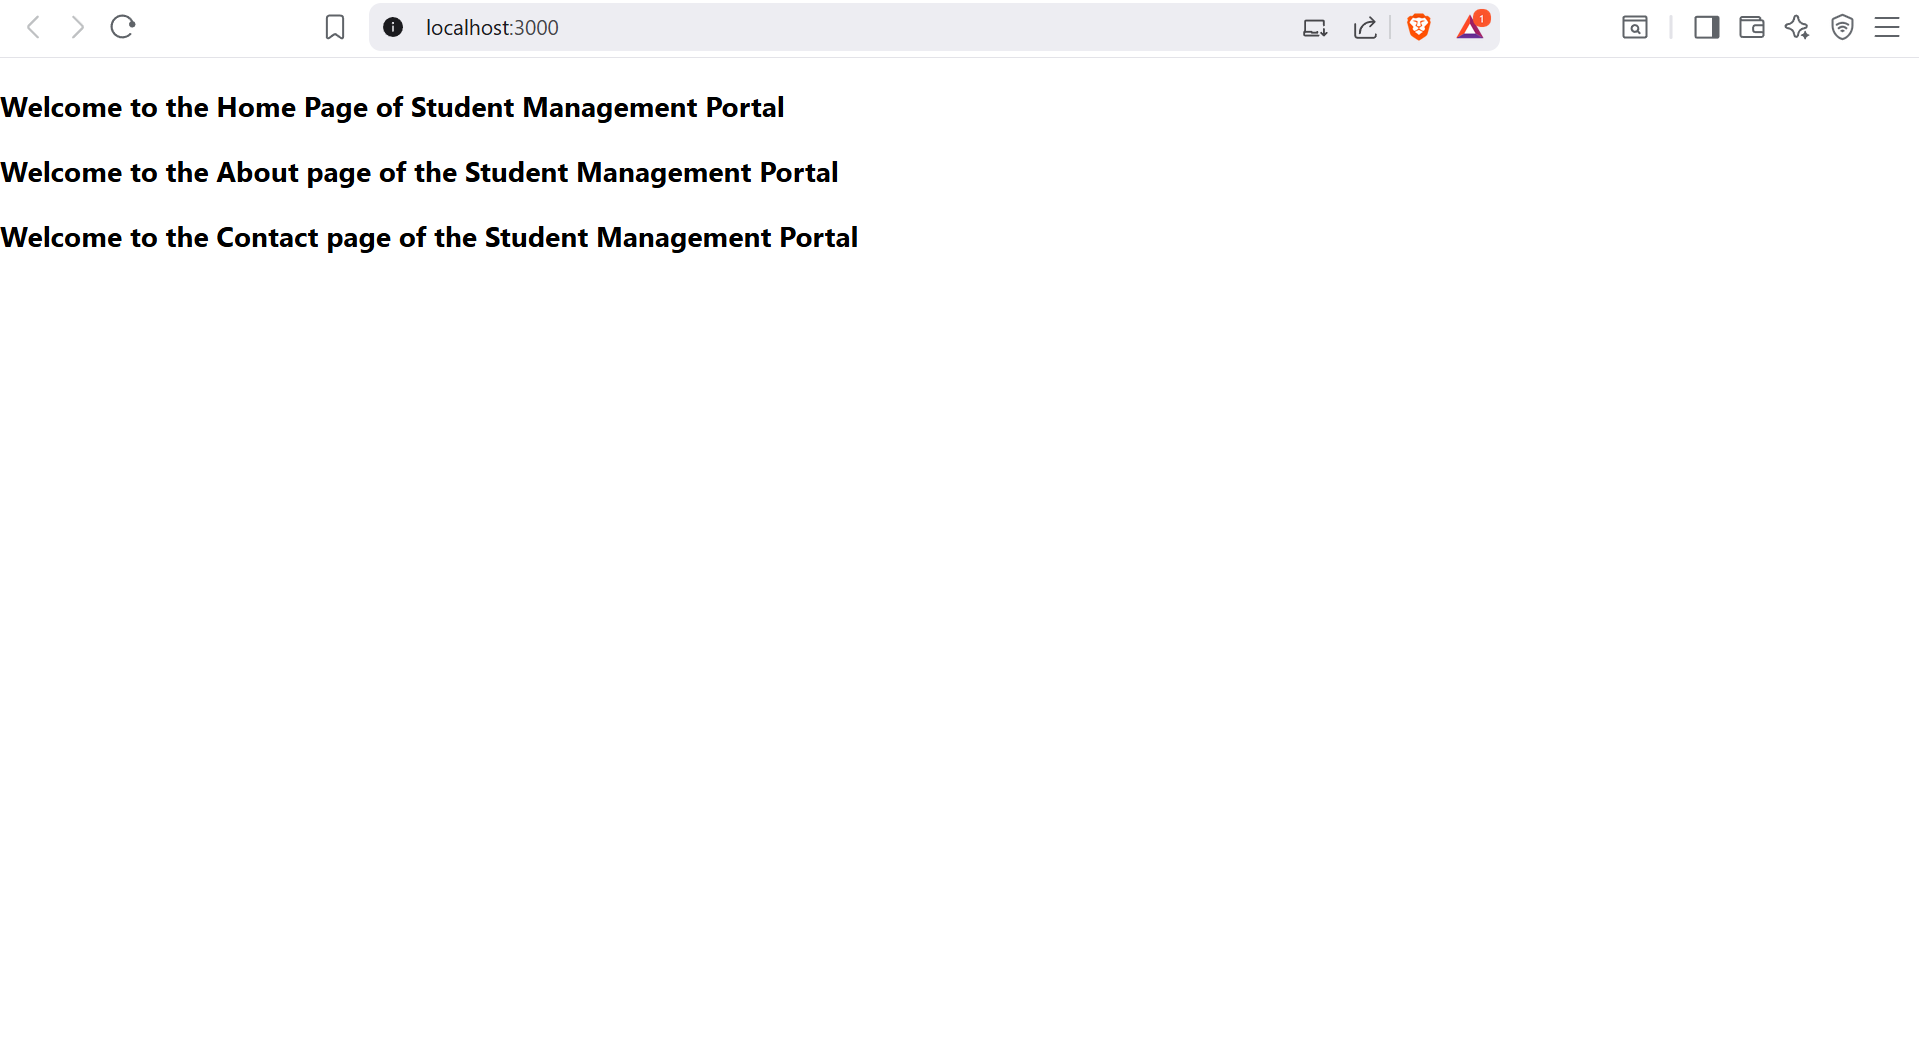 localhost:3000
1
Welcome to the Home Page of Student Management Portal
Welcome to the About page of the Student Management Portal
Welcome to the Contact page of the Student Management Portal